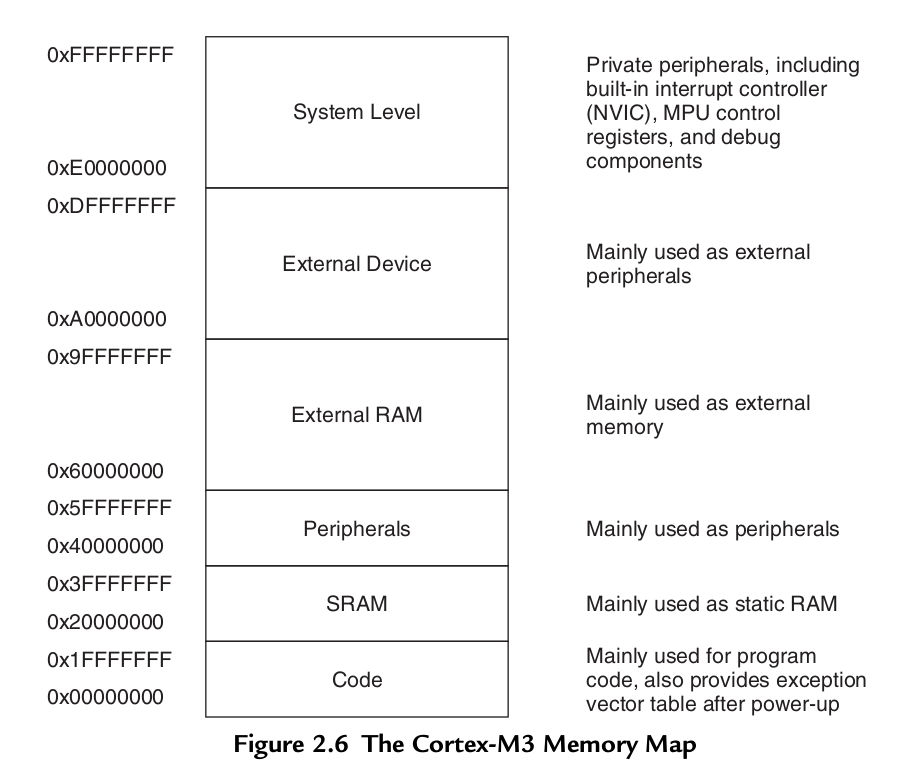 0xFFFFFFFF
System Level
Private peripherals, including
built-in interrupt controller
(NVIC), MPU control
registers, and debug
components
0xE0000000
0xDFFFFFFF
External Device
Mainly used as external
peripherals
0xA0000000
0x9FFFFFFF
External RAM
Mainly used as external
memory
0x60000000
0x5FFFFFFF
Peripherals
Mainly used as peripherals
0x40000000
0x3FFFFFFF
SRAM
Mainly used as static RAM
0x20000000
0x1FFFFFFF
Code
Mainly used for program
code, also provides exception
vector table after power-up
0x00000000
Figure 2.6 The Cortex-M3 Memory Map